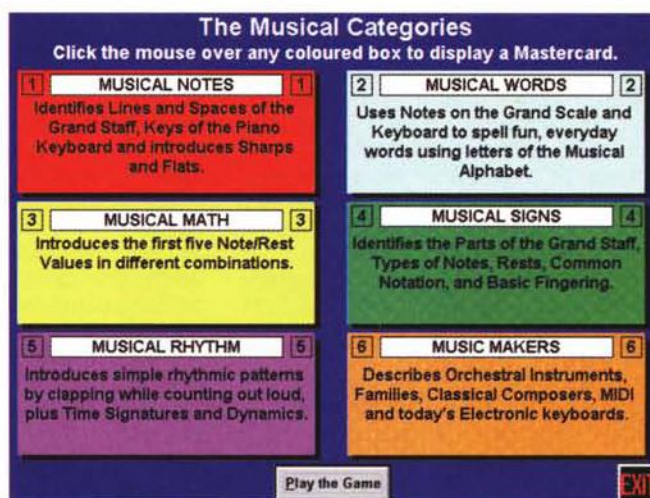 The Musical Categories
Click the mouse over any coloured box to display a Mastercard.
1 MUSICAL NOTES 1
Identifies Lines and Spaces of the
Grand Staff, Keys of the Piano
Keyboard and introduces Sharps
and Flats.
2 MUSICAL WORDS 2
Uses Notes on the Grand Scale and
Keyboard to spell fun, everyday
words using letters of the Musical
Alphabet.
3 MUSICAL MATH 3
Introduces the first five Note/Rest
Values in different combinations.
4 MUSICAL SIGNS 4
Identifies the Parts of the Grand Staff,
Types of Notes, Rests, Common
Notation, and Basic Fingering.
5 MUSICAL RHYTHM 5
Introduces simple rhythmic patterns
by clapping while counting out loud,
plus Time Signatures and Dynamics.
6 MUSIC MAKERS 6
Describes Orchestral Instruments,
Families, Classical Composers, MIDI
and today's Electronic keyboards.
Play the Game
EXIT